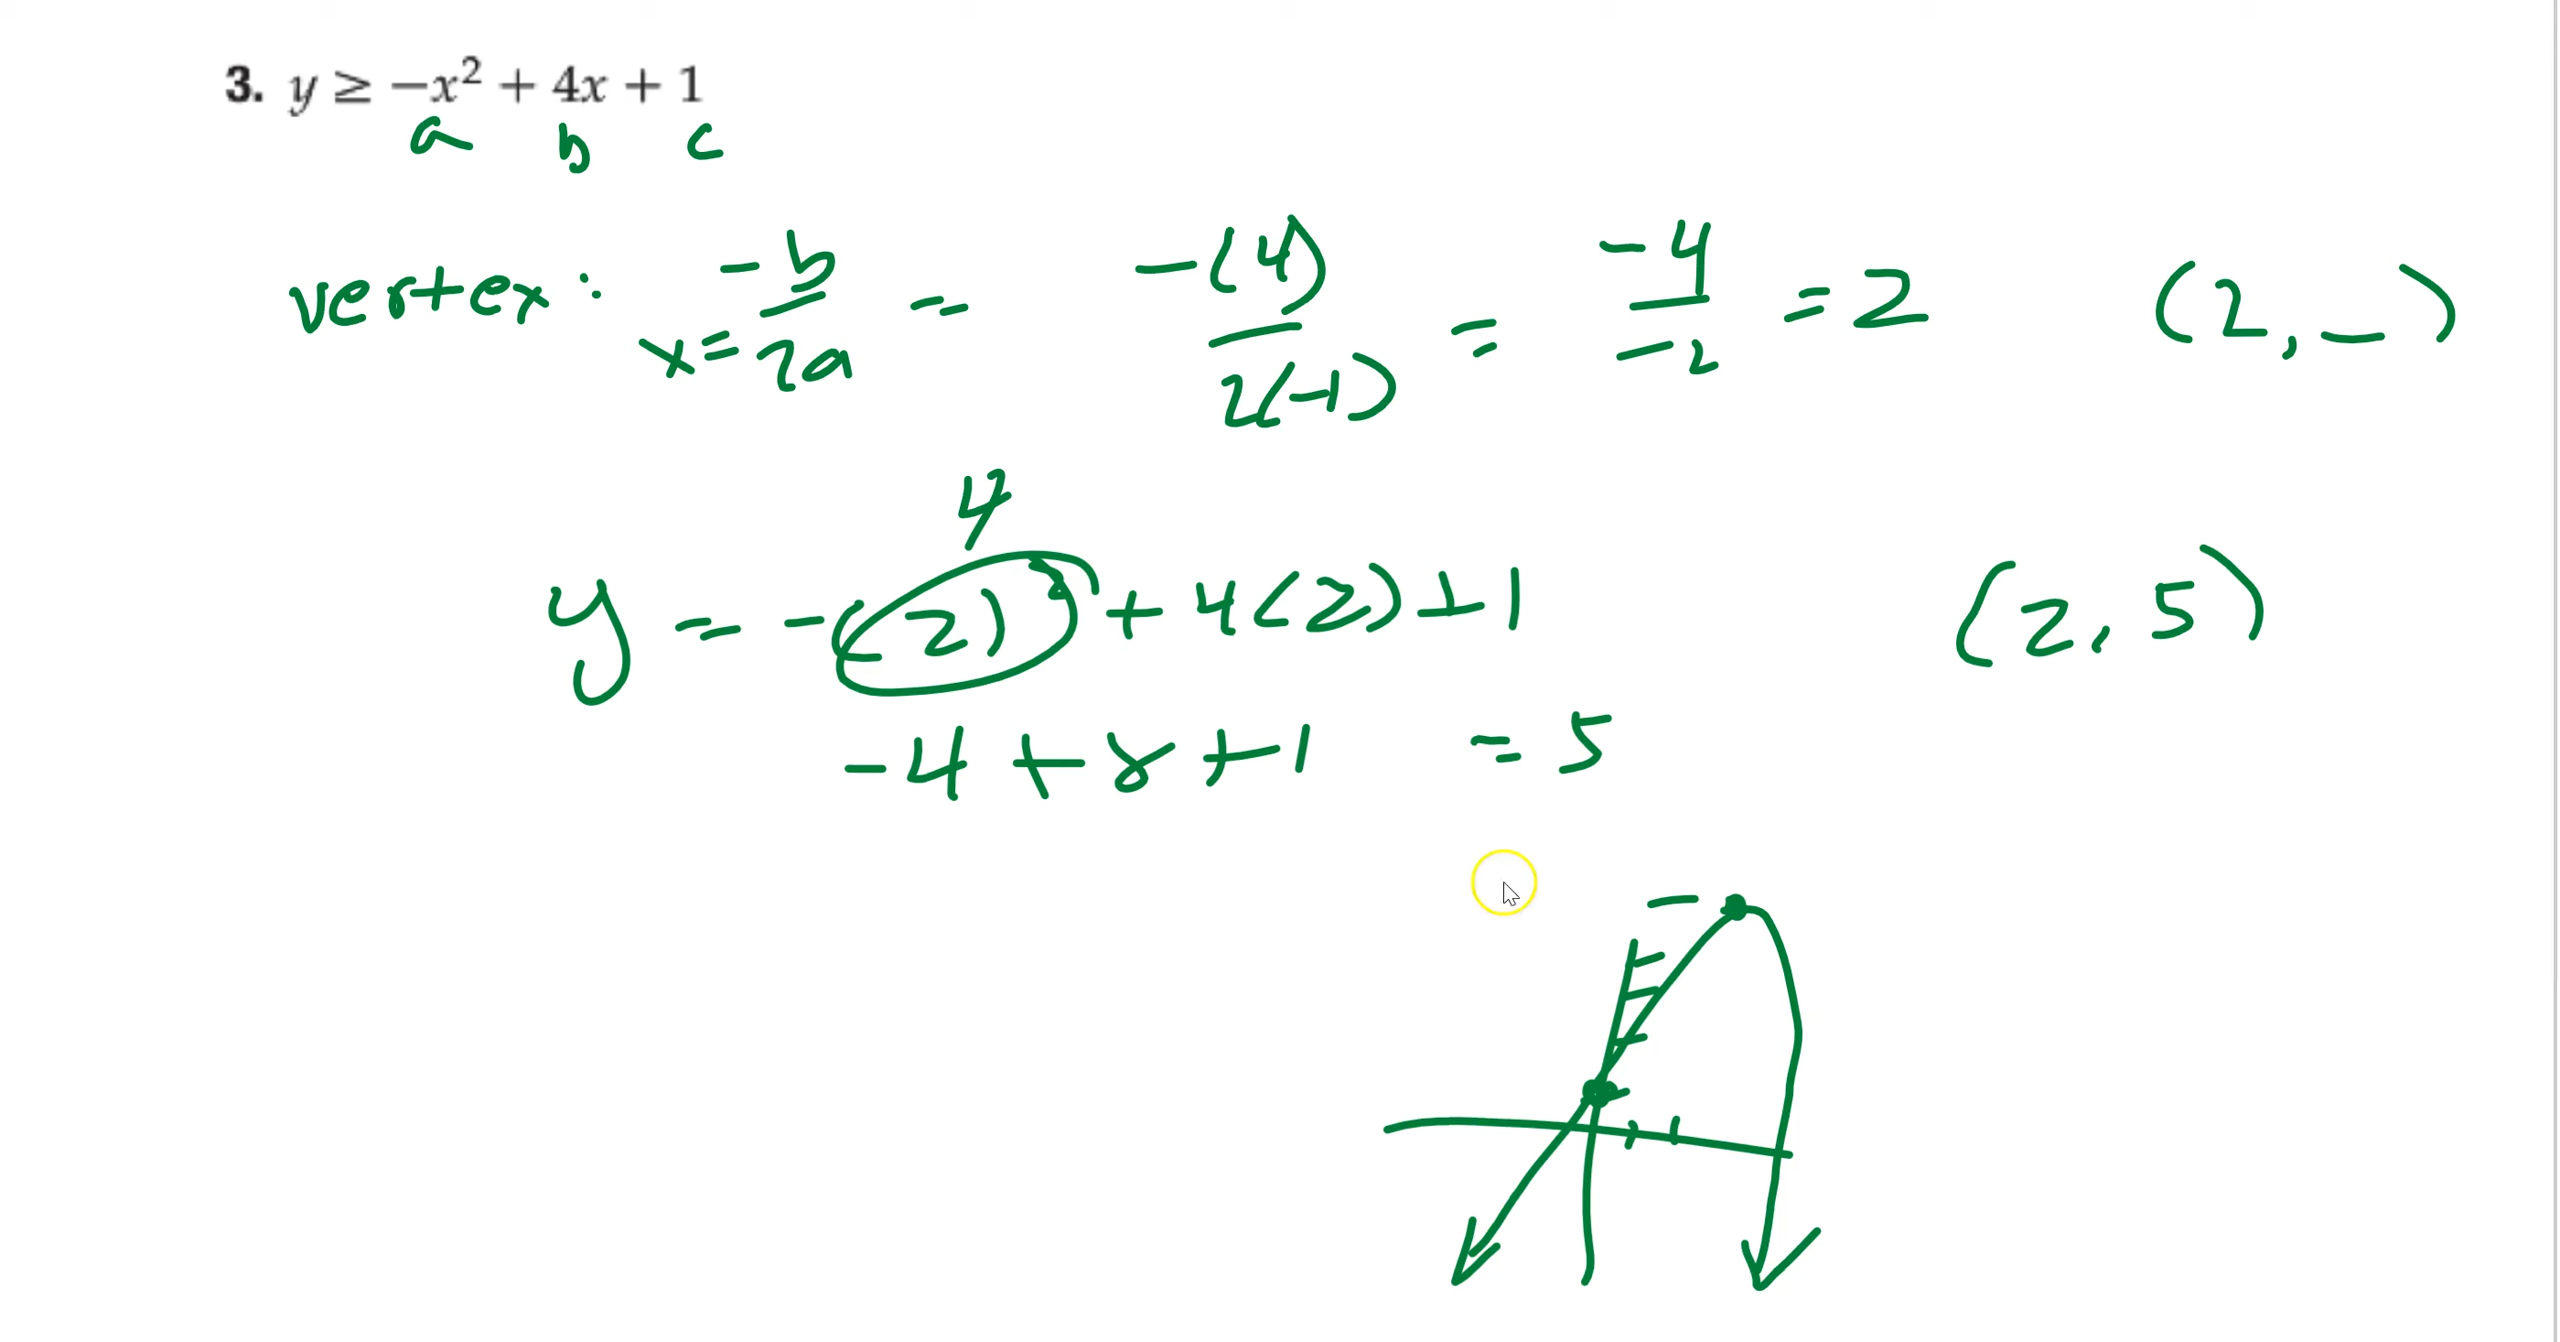 3. y ≥ −x² + 4x + 1
a b c
vertex: x = -b/2a = -(4)/2(-1) = -4/-2 = 2 (2, _)
4
y = -(2)² + 4(2) + 1 (2, 5)
-4 + 8 + 1 = 5